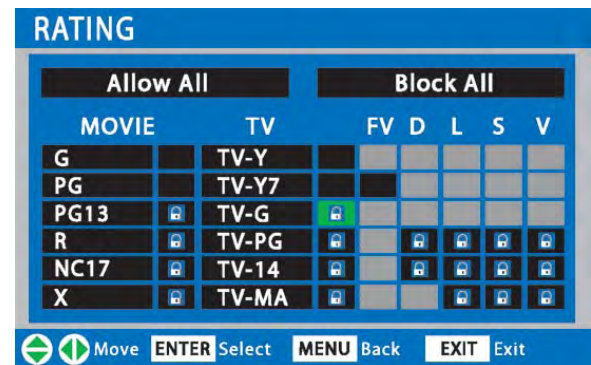 RATING
Allow All Block All
MOVIE TV FV D L S V
G TV-Y
PG TV-Y7
PG13 TV-G
R TV-PG
NC17 TV-14
X TV-MA
Move ENTER Select MENU Back EXIT Exit